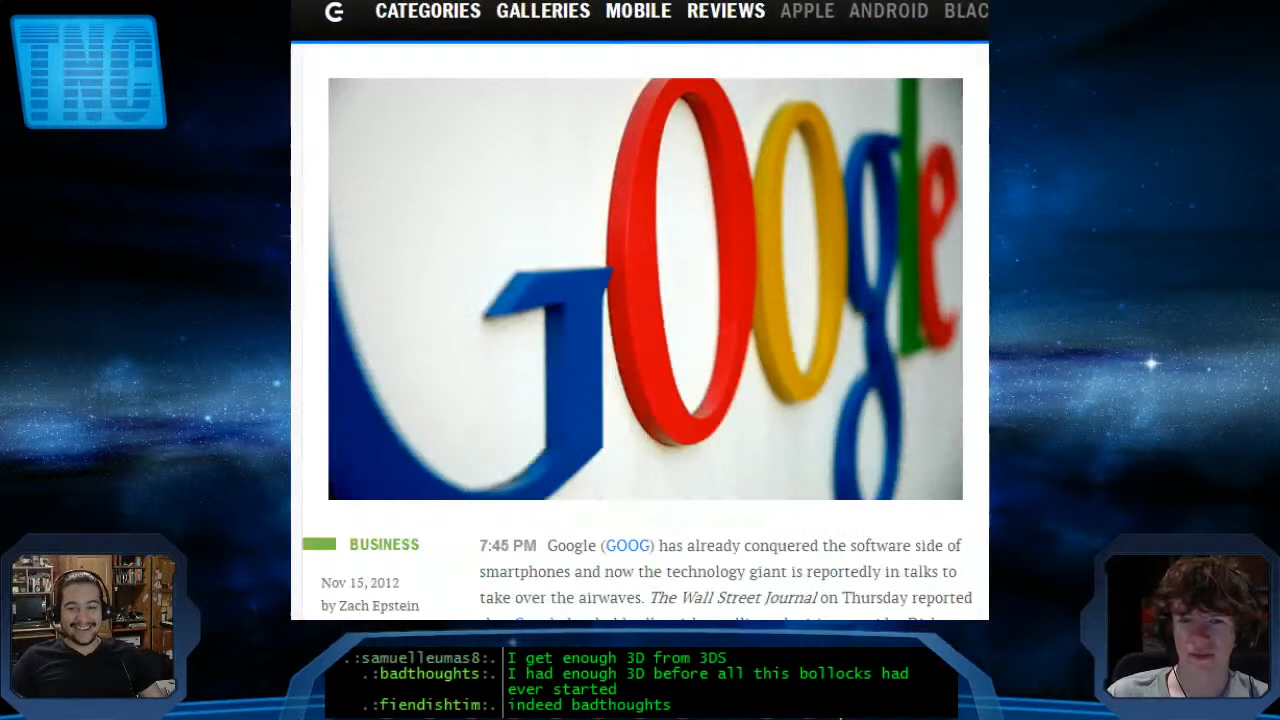 TNC
CATEGORIES GALLERIES MOBILE REVIEWS APPLE ANDROID BLAC
Google
BUSINESS
Nov 15, 2012
by Zach Epstein
7:45 PM Google (GOOG) has already conquered the software side of
smartphones and now the technology giant is reportedly in talks to
take over the airwaves. The Wall Street Journal on Thursday reported
.:samuelleumas8:. I get enough 3D from 3DS
.:badthoughts:. I had enough 3D before all this bollocks had
ever started
.:fiendishtim:. indeed badthoughts